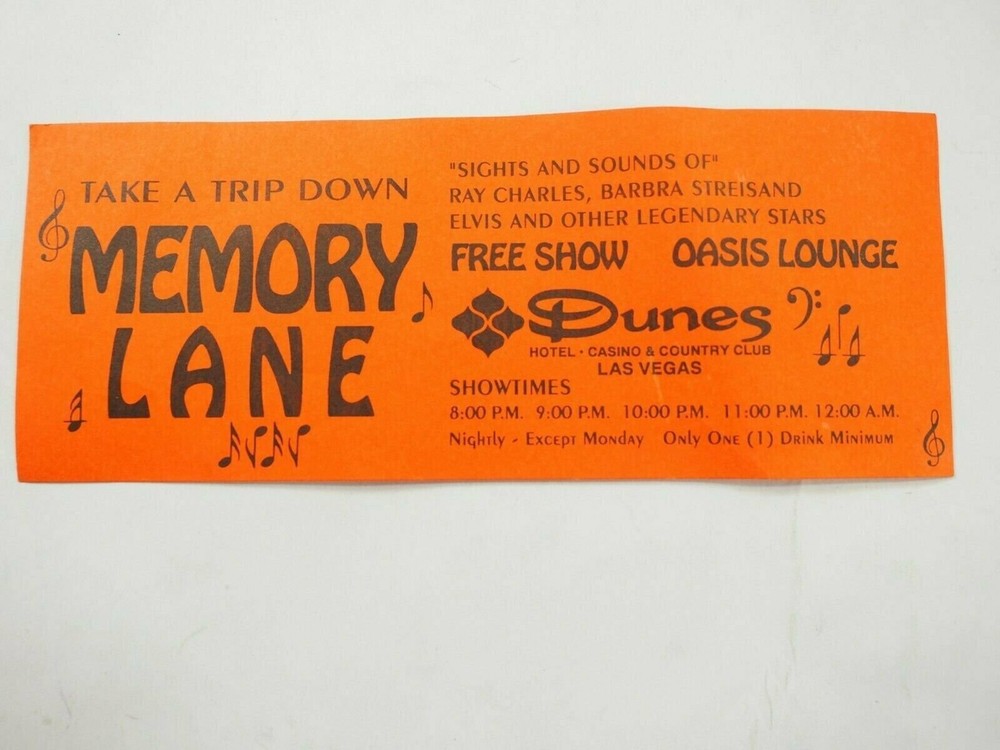 TAKE A TRIP DOWN
MEMORY
LANE
"SIGHTS AND SOUNDS OF"
RAY CHARLES, BARBRA STREISAND
ELVIS AND OTHER LEGENDARY STARS
FREE SHOW OASIS LOUNGE
Dunes
HOTEL · CASINO & COUNTRY CLUB
LAS VEGAS
SHOWTIMES
8:00 P.M. 9:00 P.M. 10:00 P.M. 11:00 P.M. 12:00 A.M.
Nightly - Except Monday Only One (1) Drink Minimum